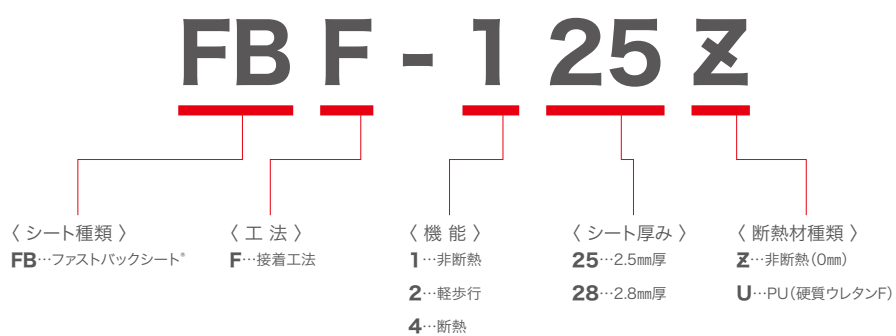 FB F - 1 25 Z
〈 シート種類 〉
FB…ファストバックシート®
〈 工 法 〉
F…接着工法
〈 機 能 〉
1…非断熱
2…軽歩行
4…断熱
〈 シート厚み 〉
25…2.5㎜厚
28…2.8㎜厚
〈 断熱材種類 〉
Z…非断熱(0㎜)
U…PU(硬質ウレタンF)